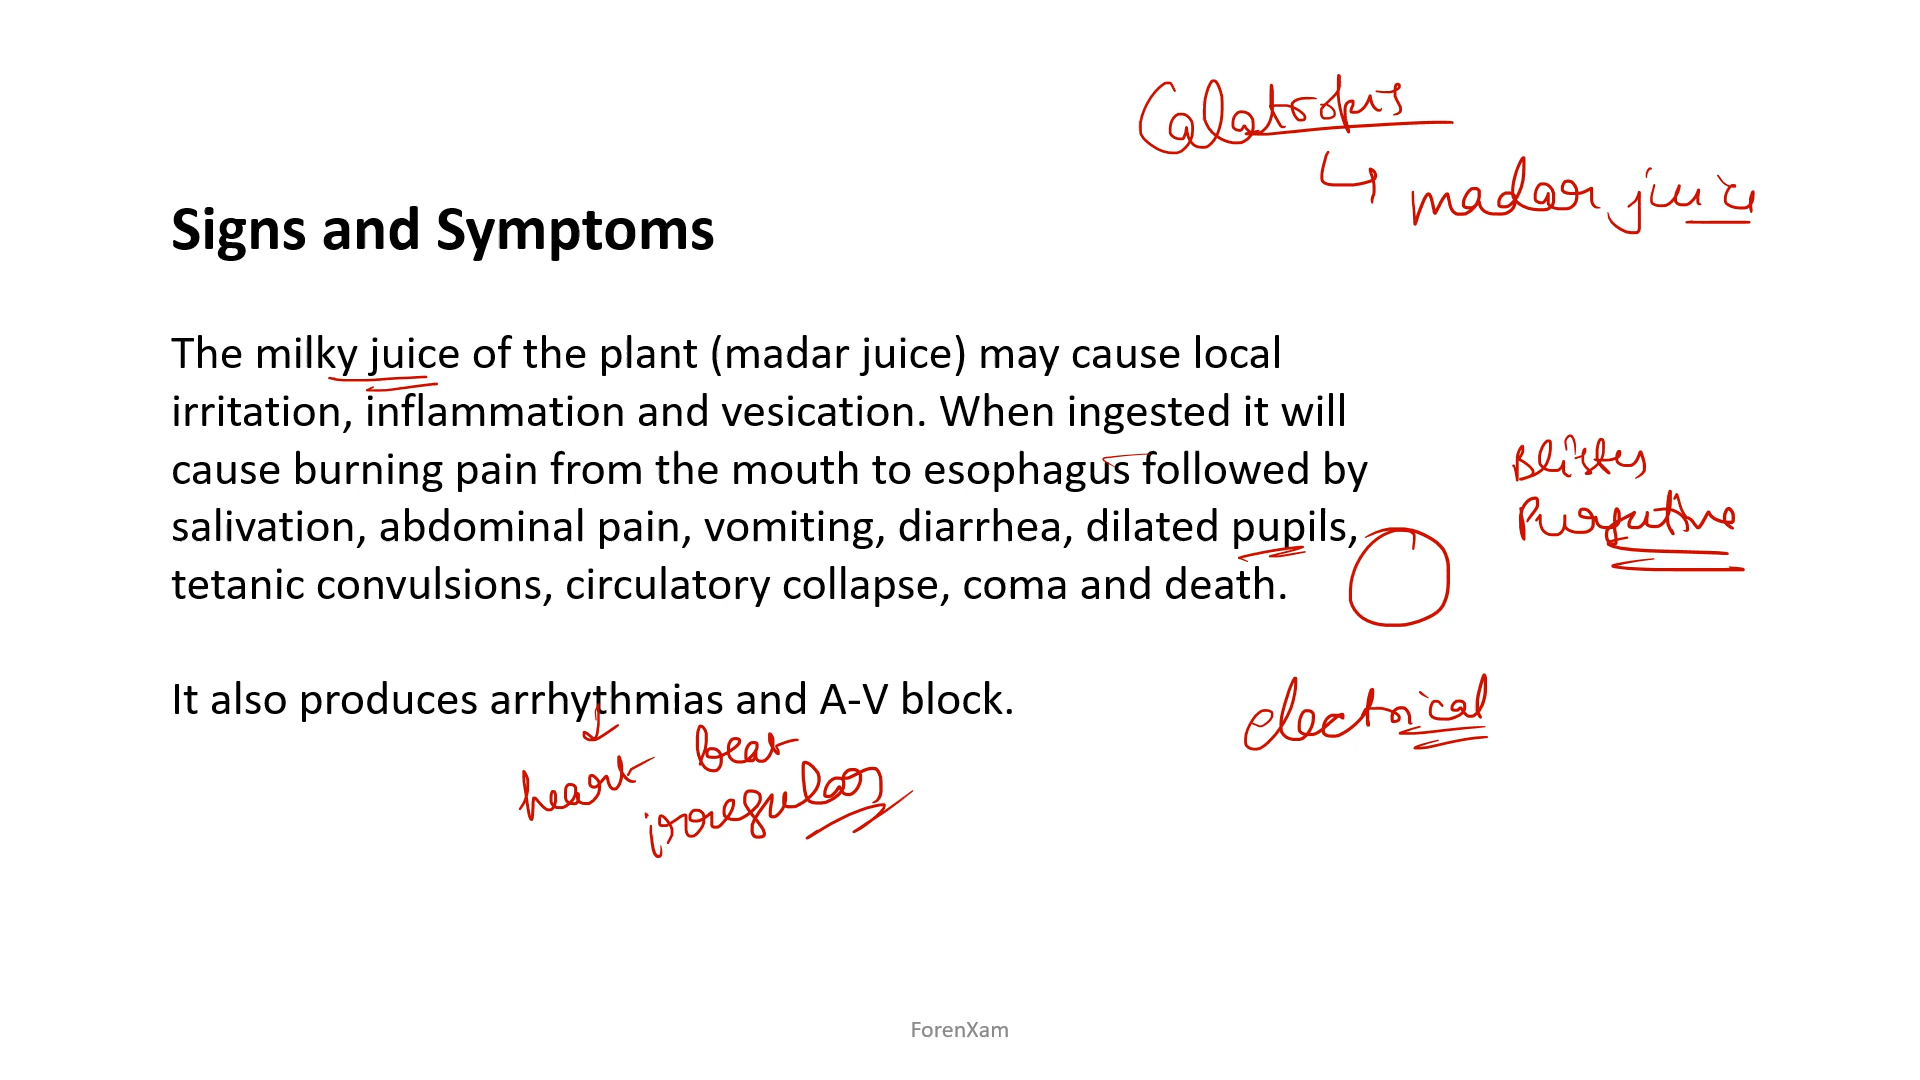 Calatropis
madar juice
Signs and Symptoms
The milky juice of the plant (madar juice) may cause local
irritation, inflammation and vesication. When ingested it will
cause burning pain from the mouth to esophagus followed by
salivation, abdominal pain, vomiting, diarrhea, dilated pupils,
tetanic convulsions, circulatory collapse, coma and death.
Blister
Purgative
It also produces arrhythmias and A-V block.
electrical
heart beat
irregular
ForenXam